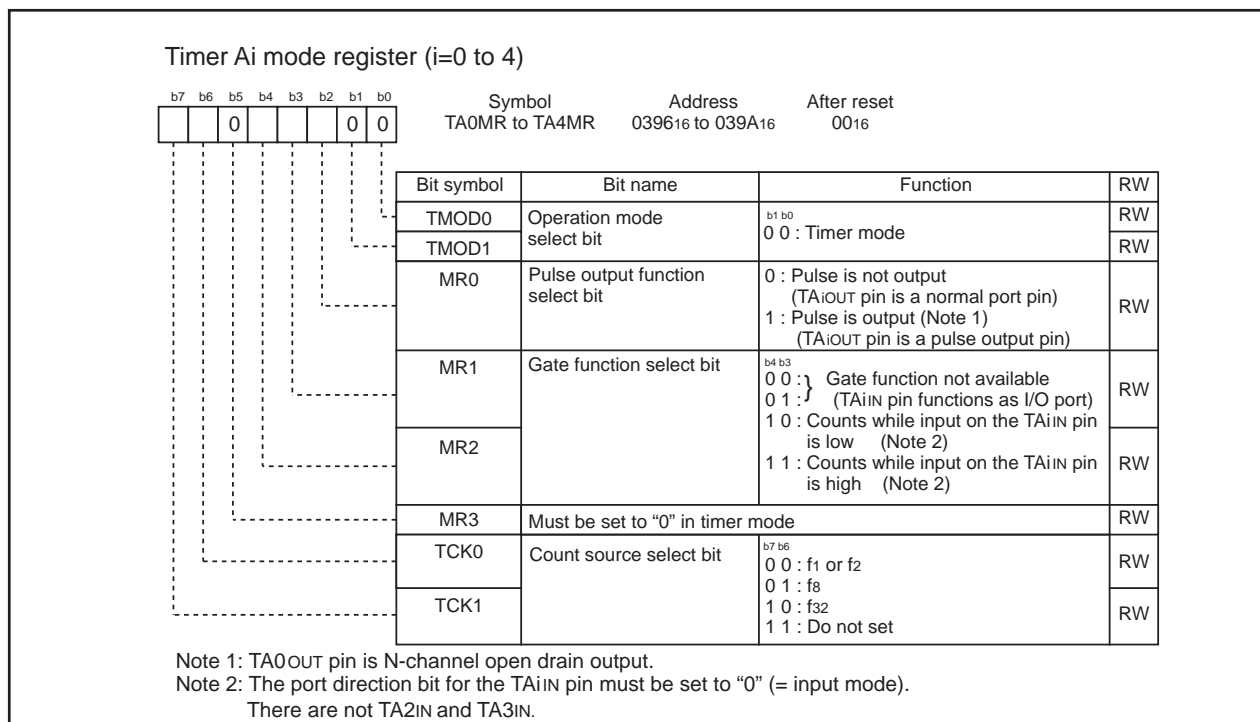 Timer Ai mode register (i=0 to 4)
b7 b6 b5 b4 b3 b2 b1 b0
0 0 0
Symbol Address After reset
TA0MR to TA4MR 039616 to 039A16 0016
Bit symbol Bit name Function RW
TMOD0 Operation mode select bit b1 b0 RW
0 0 : Timer mode
TMOD1 RW
MR0 Pulse output function select bit 0 : Pulse is not output
(TAiOUT pin is a normal port pin)
1 : Pulse is output (Note 1)
(TAiOUT pin is a pulse output pin)
RW
MR1 Gate function select bit b4 b3
0 0 : } Gate function not available
0 1 : (TAiIN pin functions as I/O port)
1 0 : Counts while input on the TAiIN pin
is low (Note 2)
1 1 : Counts while input on the TAiIN pin
is high (Note 2)
RW
MR2 RW
MR3 Must be set to “0” in timer mode RW
TCK0 Count source select bit b7 b6
0 0 : f1 or f2
0 1 : f8
1 0 : f32
1 1 : Do not set
RW
TCK1 RW
Note 1: TA0OUT pin is N-channel open drain output.
Note 2: The port direction bit for the TAiIN pin must be set to “0” (= input mode).
There are not TA2IN and TA3IN.